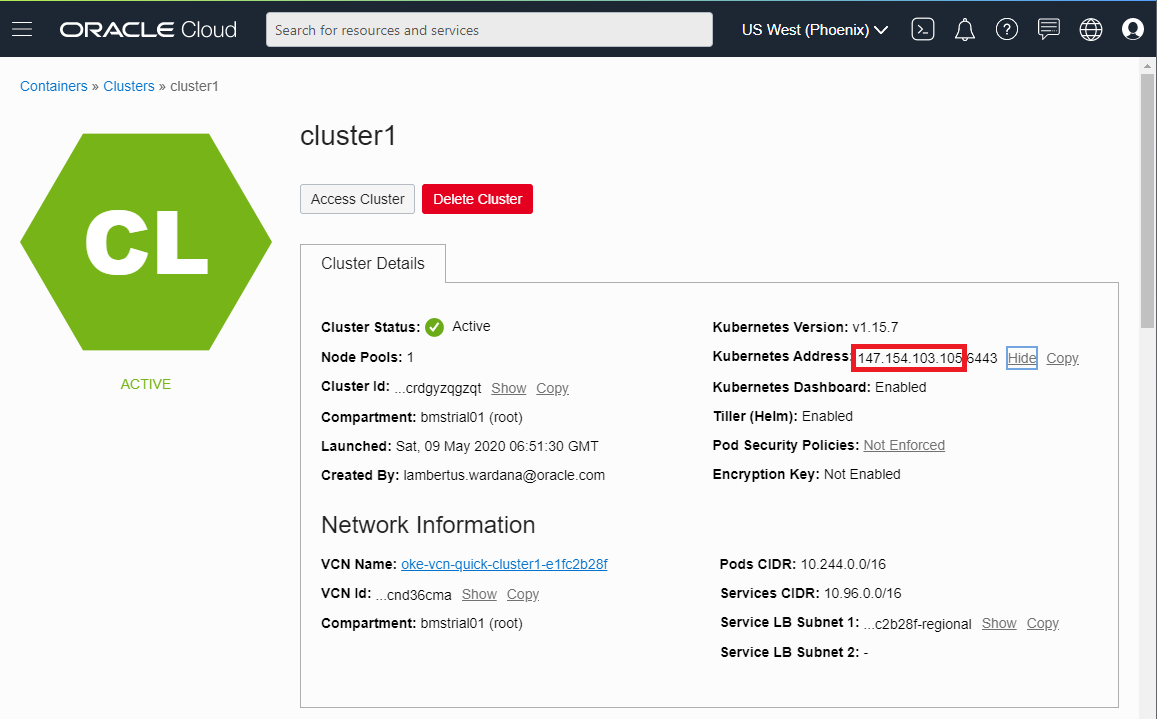 ORACLE Cloud
Search for resources and services
US West (Phoenix)
Containers » Clusters » cluster1
CL
ACTIVE
cluster1
Access Cluster
Delete Cluster
Cluster Details
Cluster Status: Active
Node Pools: 1
Cluster Id: ...crdgyzqgzqt Show Copy
Compartment: bmstrial01 (root)
Launched: Sat, 09 May 2020 06:51:30 GMT
Created By: lambertus.wardana@oracle.com
Kubernetes Version: v1.15.7
Kubernetes Address: 147.154.103.105:6443 Hide Copy
Kubernetes Dashboard: Enabled
Tiller (Helm): Enabled
Pod Security Policies: Not Enforced
Encryption Key: Not Enabled
Network Information
VCN Name: oke-vcn-quick-cluster1-e1fc2b28f
VCN Id: ...cnd36cma Show Copy
Compartment: bmstrial01 (root)
Pods CIDR: 10.244.0.0/16
Services CIDR: 10.96.0.0/16
Service LB Subnet 1: ...c2b28f-regional Show Copy
Service LB Subnet 2: -